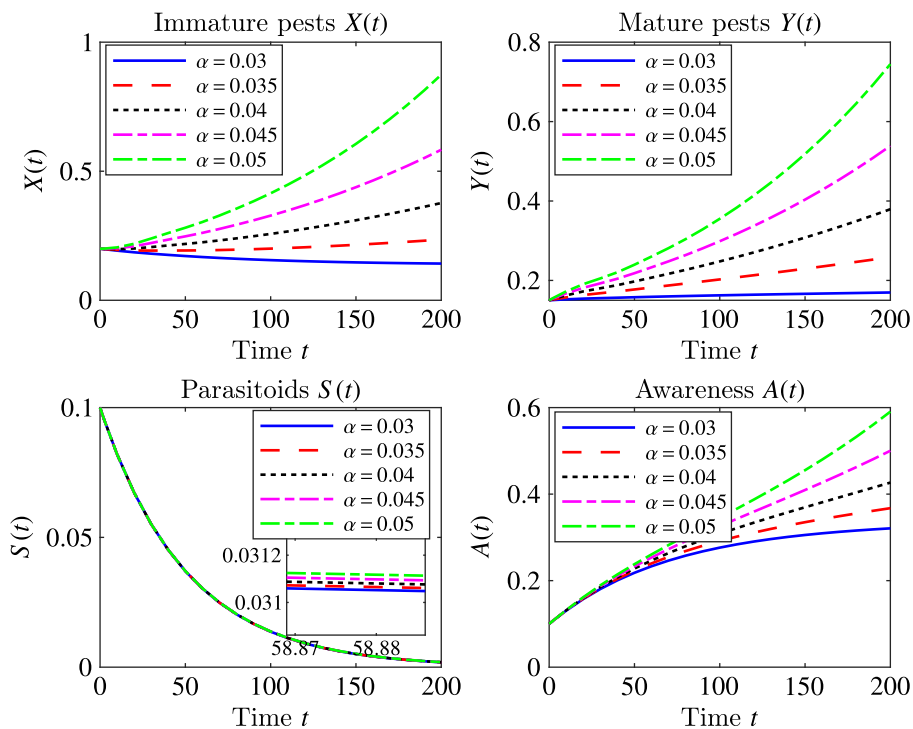 Immature pests X(t)
1
0.5
0
X(t)
α = 0.03
α = 0.035
α = 0.04
α = 0.045
α = 0.05
0 50 100 150 200
Time t
Mature pests Y(t)
0.8
0.6
0.4
0.2
Y(t)
α = 0.03
α = 0.035
α = 0.04
α = 0.045
α = 0.05
0 50 100 150 200
Time t
Parasitoids S(t)
0.1
0.05
0
S(t)
α = 0.03
α = 0.035
α = 0.04
α = 0.045
α = 0.05
0.0312
0.031
58.87 58.88
0 50 100 150 200
Time t
Awareness A(t)
0.6
0.4
0.2
0
A(t)
α = 0.03
α = 0.035
α = 0.04
α = 0.045
α = 0.05
0 50 100 150 200
Time t